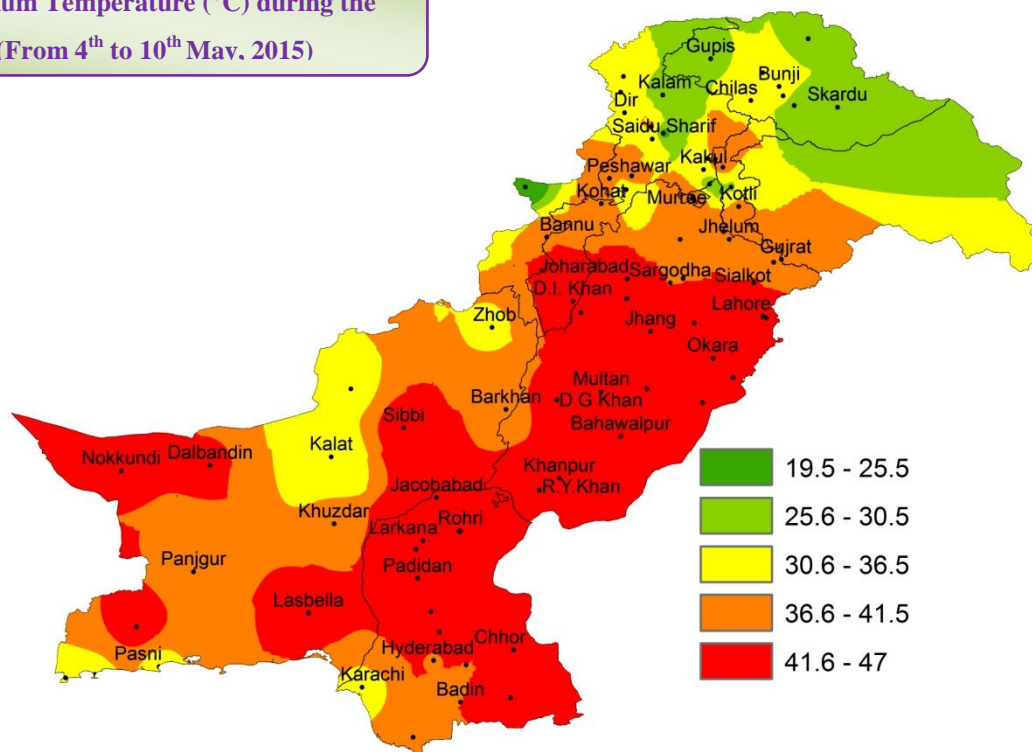 Temperature (°C) during the
(From 4th to 10th May, 2015)
Gupis
Bunji
Kalam
Chilas
Skardu
Dir
Saidu Sharif
Kakul
Peshawar
Kohat
Murree
Kotli
Bannu
Jhelum
Gujrat
Joharabad
Sargodha
Sialkot
D.I. Khan
Lahore
Zhob
Jhang
Okara
Multan
Barkhan
D G Khan
Sibbi
Bahawalpur
Kalat
Nokkundi
Dalbandin
Khanpur
R.Y.Khan
Jacobabad
Khuzdar
Larkana
Rohri
Panjgur
Padidan
Lasbella
Chhor
Pasni
Hyderabad
Karachi
Badin
19.5 - 25.5
25.6 - 30.5
30.6 - 36.5
36.6 - 41.5
41.6 - 47